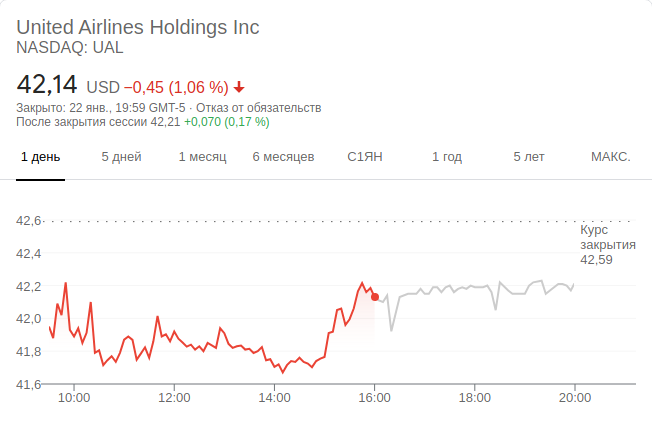 United Airlines Holdings Inc
NASDAQ: UAL
42,14 USD −0,45 (1,06 %)
Закрыто: 22 янв., 19:59 GMT-5 · Отказ от обязательств
После закрытия сессии 42,21 +0,070 (0,17 %)
1 день 5 дней 1 месяц 6 месяцев С1ЯН 1 год 5 лет МАКС.
42,6
Курс
закрытия
42,59
42,4
42,2
42,0
41,8
41,6
10:00 12:00 14:00 16:00 18:00 20:00